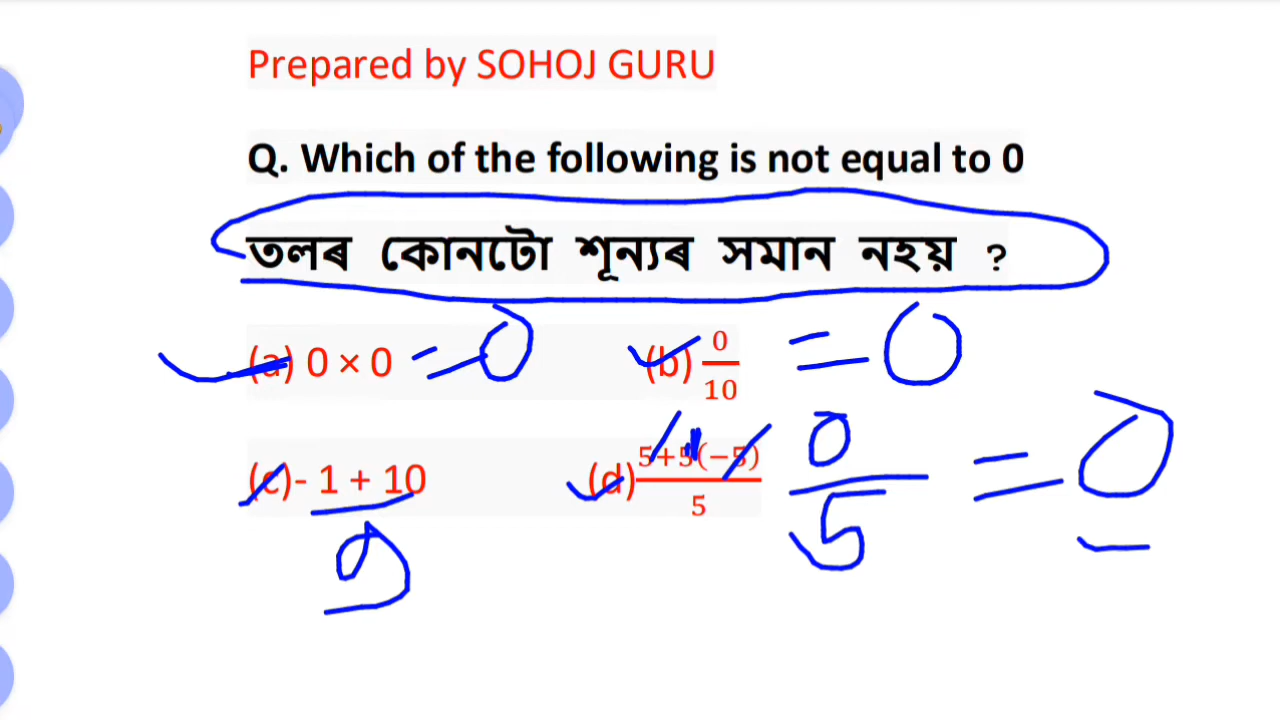 Prepared by SOHOJ GURU
Q. Which of the following is not equal to 0
তলৰ কোনটো শূন্যৰ সমান নহয় ?
(a) 0 × 0 = 0 (b) 0/10 = 0
(c)- 1 + 10 (d) 5+5(−5)/5 0/5 = 0
9